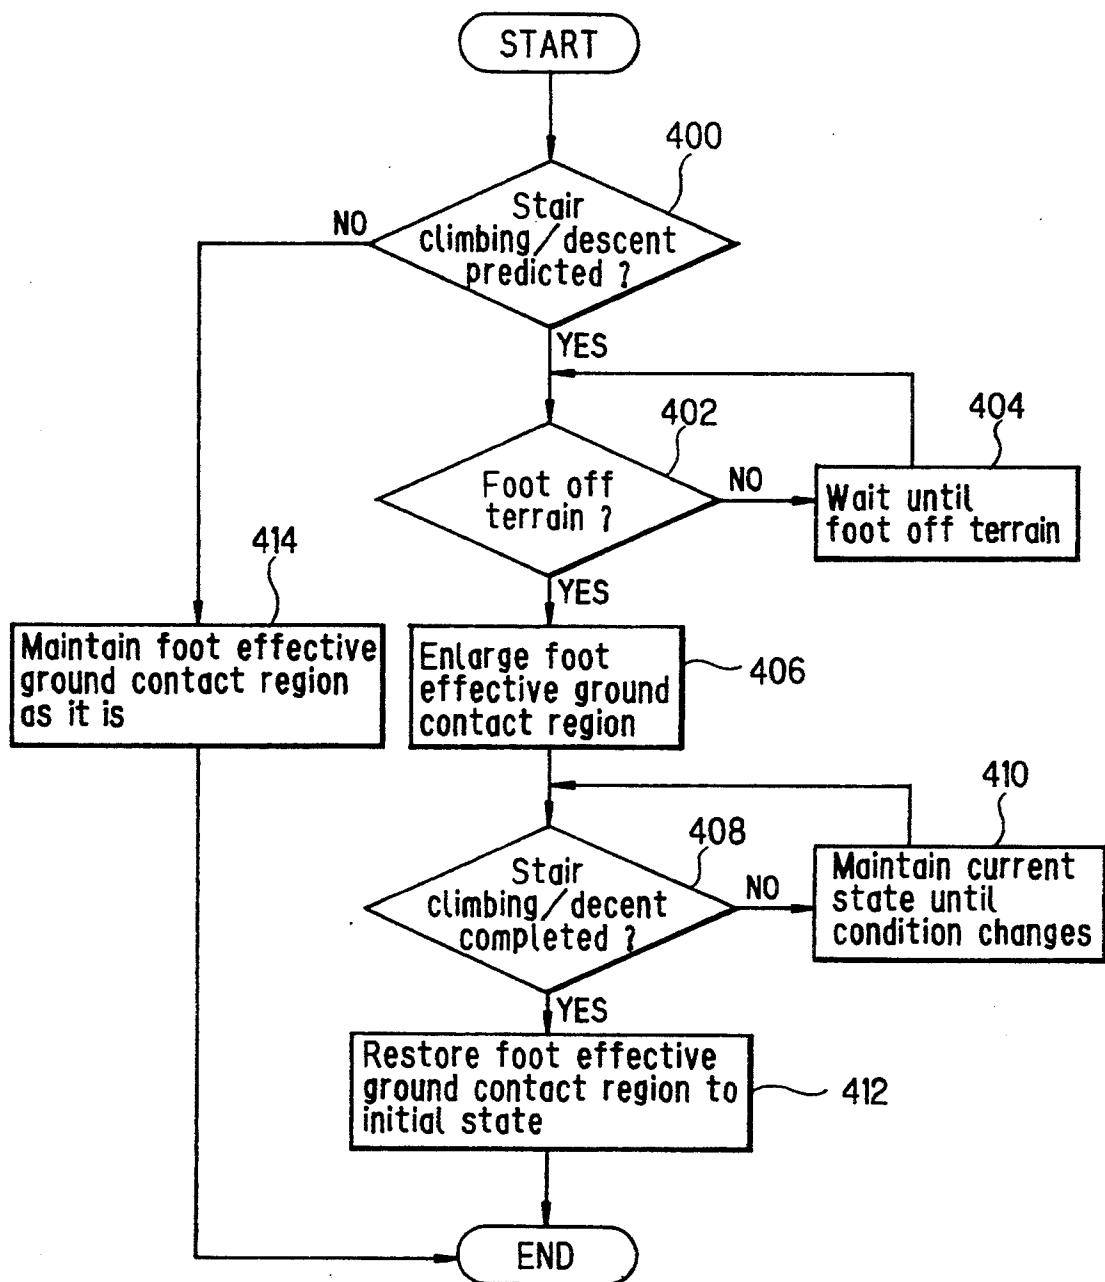 START
400
Stair
climbing/descent
predicted ?
NO
YES
402
404
Foot off
terrain ?
NO
Wait until
foot off terrain
414
YES
Maintain foot effective
ground contact region
as it is
Enlarge foot
effective ground
contact region
406
410
408
Stair
climbing/decent
completed ?
NO
Maintain current
state until
condition changes
YES
Restore foot effective
ground contact region to
initial state
412
END